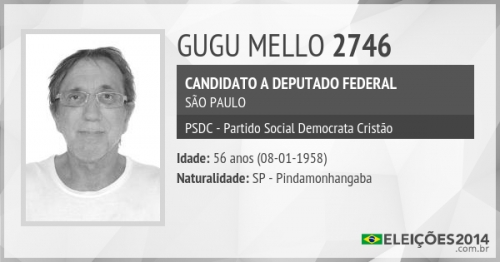 GUGU MELLO 2746
CANDIDATO A DEPUTADO FEDERAL
SÃO PAULO
PSDC - Partido Social Democrata Cristão
Idade: 56 anos (08-01-1958)
Naturalidade: SP - Pindamonhangaba
ELEIÇÕES2014
.com.br